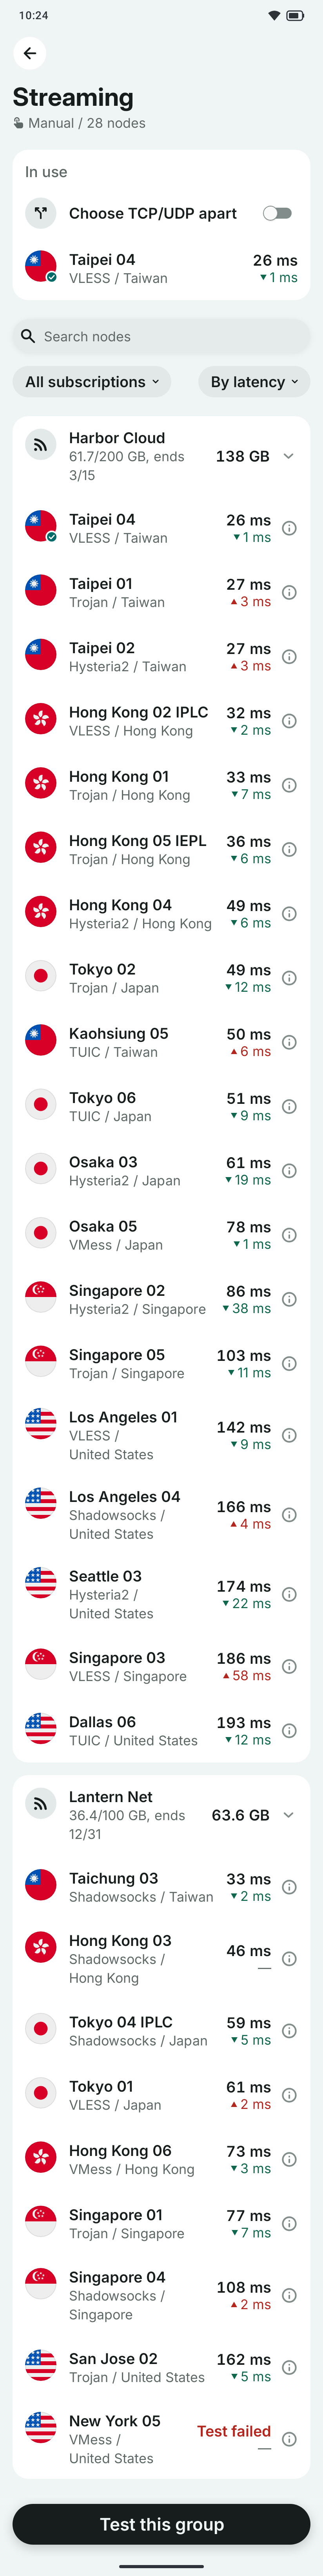 10:24
Streaming
Manual / 28 nodes
In use
Choose TCP/UDP apart
Taipei 04
26 ms
VLESS / Taiwan
▼1 ms
Search nodes
All subscriptions
By latency
Harbor Cloud
61.7/200 GB, ends
3/15
138 GB
Taipei 04
26 ms
VLESS / Taiwan
▼1 ms
Taipei 01
27 ms
Trojan / Taiwan
▲3 ms
Taipei 02
27 ms
Hysteria2 / Taiwan
▲3 ms
Hong Kong 02 IPLC
32 ms
VLESS / Hong Kong
▼2 ms
Hong Kong 01
33 ms
Trojan / Hong Kong
▼7 ms
Hong Kong 05 IEPL
36 ms
Trojan / Hong Kong
▼6 ms
Hong Kong 04
49 ms
Hysteria2 / Hong Kong
▼6 ms
Tokyo 02
49 ms
Trojan / Japan
▼12 ms
Kaohsiung 05
50 ms
TUIC / Taiwan
▲6 ms
Tokyo 06
51 ms
TUIC / Japan
▼9 ms
Osaka 03
61 ms
Hysteria2 / Japan
▼19 ms
Osaka 05
78 ms
VMess / Japan
▼1 ms
Singapore 02
86 ms
Hysteria2 / Singapore
▼38 ms
Singapore 05
103 ms
Trojan / Singapore
▼11 ms
Los Angeles 01
VLESS /
United States
142 ms
▼9 ms
Los Angeles 04
Shadowsocks /
United States
166 ms
▲4 ms
Seattle 03
Hysteria2 /
United States
174 ms
▼22 ms
Singapore 03
186 ms
VLESS / Singapore
▲58 ms
Dallas 06
193 ms
TUIC / United States
▼12 ms
Lantern Net
36.4/100 GB, ends
12/31
63.6 GB
Taichung 03
33 ms
Shadowsocks / Taiwan
▼2 ms
Hong Kong 03
Shadowsocks /
Hong Kong
46 ms
—
Tokyo 04 IPLC
59 ms
Shadowsocks / Japan
▼5 ms
Tokyo 01
61 ms
VLESS / Japan
▲2 ms
Hong Kong 06
73 ms
VMess / Hong Kong
▼3 ms
Singapore 01
77 ms
Trojan / Singapore
▼7 ms
Singapore 04
Shadowsocks /
Singapore
108 ms
▲2 ms
San Jose 02
162 ms
Trojan / United States
▼5 ms
New York 05
VMess /
United States
Test failed
—
Test this group